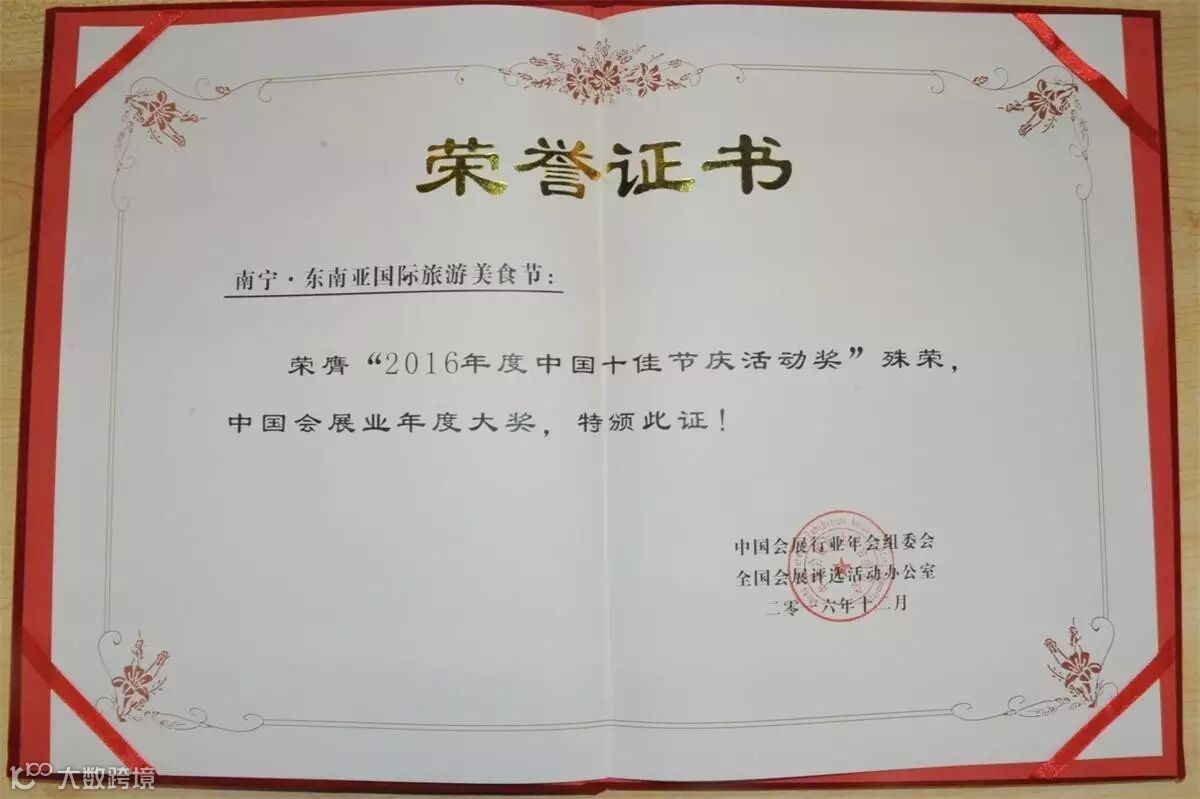 荣誉证书
南宁·东南亚国际旅游美食节：
荣膺“2016年度中国十佳节庆活动奖”殊荣，
中国会展业年度大奖，特颁此证！
中国会展行业年会组委会
全国会展评选活动办公室
二零一六年十二月
大数跨境